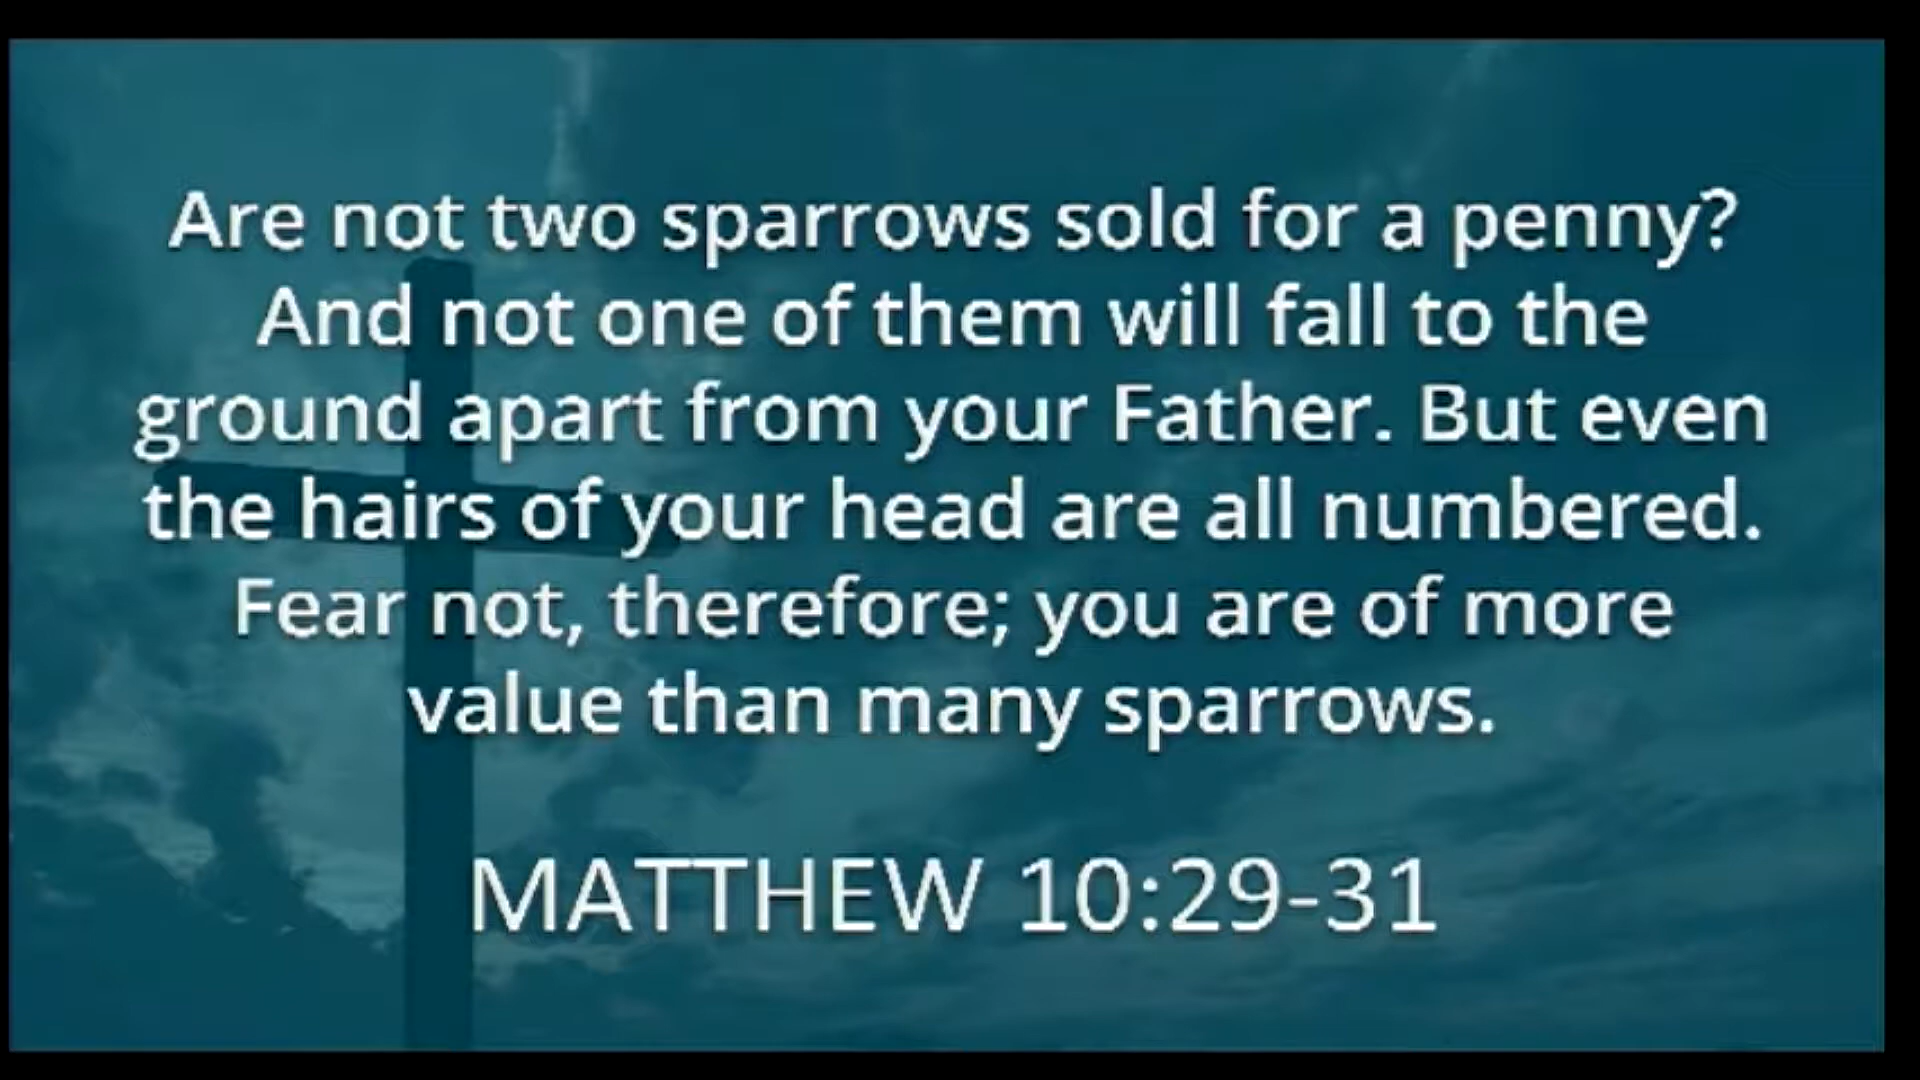 Are not two sparrows sold for a penny?
And not one of them will fall to the
ground apart from your Father. But even
the hairs of your head are all numbered.
Fear not, therefore; you are of more
value than many sparrows.
MATTHEW 10:29-31